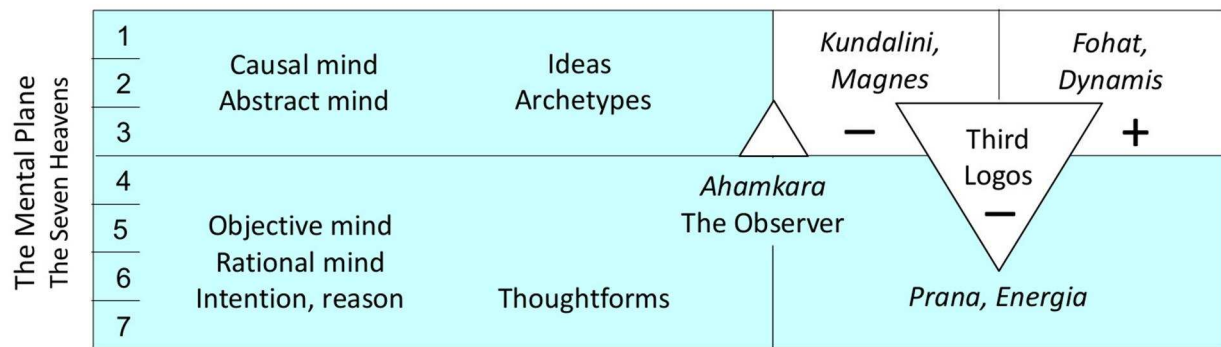 The Mental Plane
The Seven Heavens
1
2
3
4
5
6
7
Causal mind
Abstract mind
Ideas
Archetypes
Objective mind
Rational mind
Intention, reason
Thoughtforms
Kundalini,
Magnes
Fohat,
Dynamis
−
+
Third
Logos
−
Ahamkara
The Observer
Prana, Energia